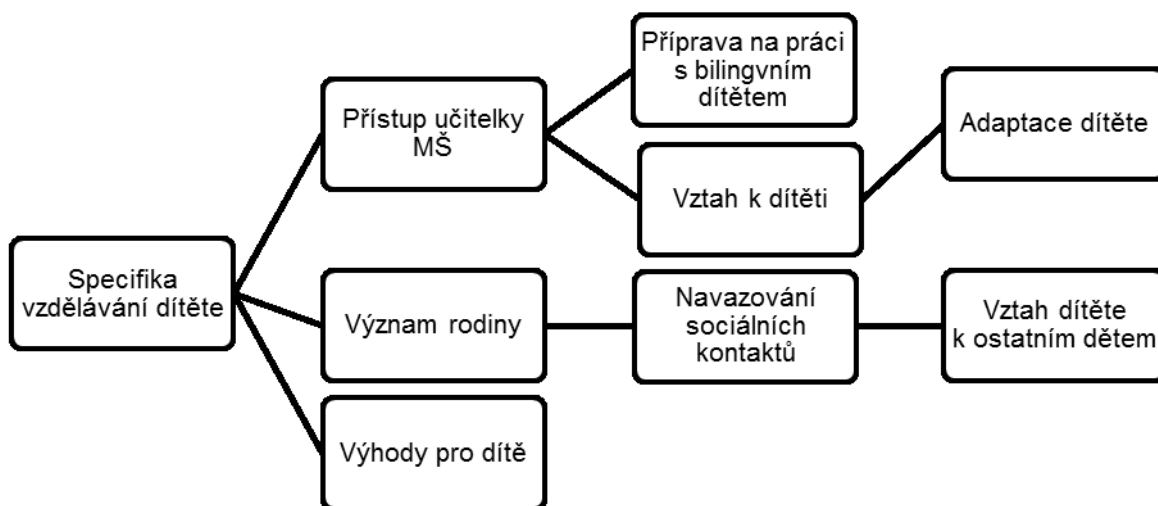 Specifika
vzdělávání dítěte
Přístup učitelky
MŠ
Příprava na práci
s bilingvním
dítětem
Vztah k dítěti
Adaptace dítěte
Význam rodiny
Navazování
sociálních
kontaktů
Vztah dítěte
k ostatním dětem
Výhody pro dítě